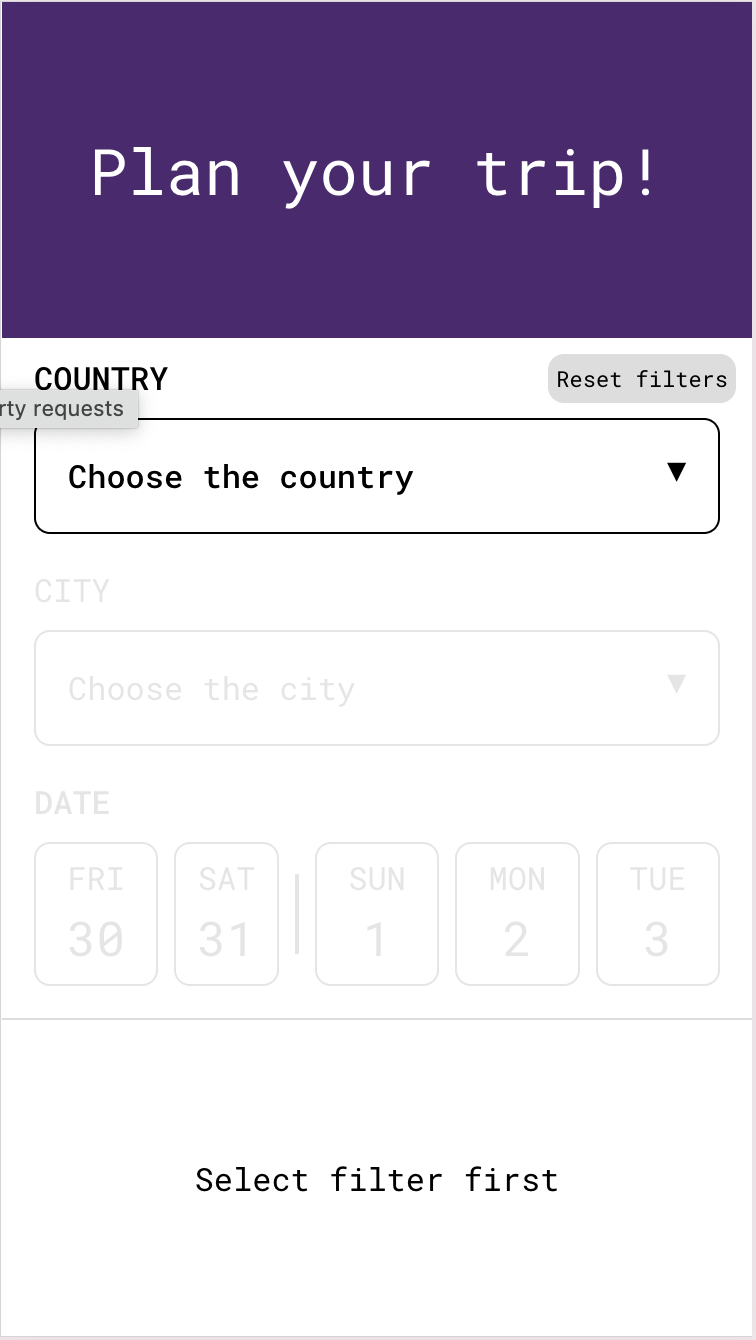 Plan your trip!
COUNTRY
Reset filters
rty requests
Choose the country
▼
CITY
Choose the city
▼
DATE
FRI SAT SUN MON TUE
30 31 1 2 3
Select filter first